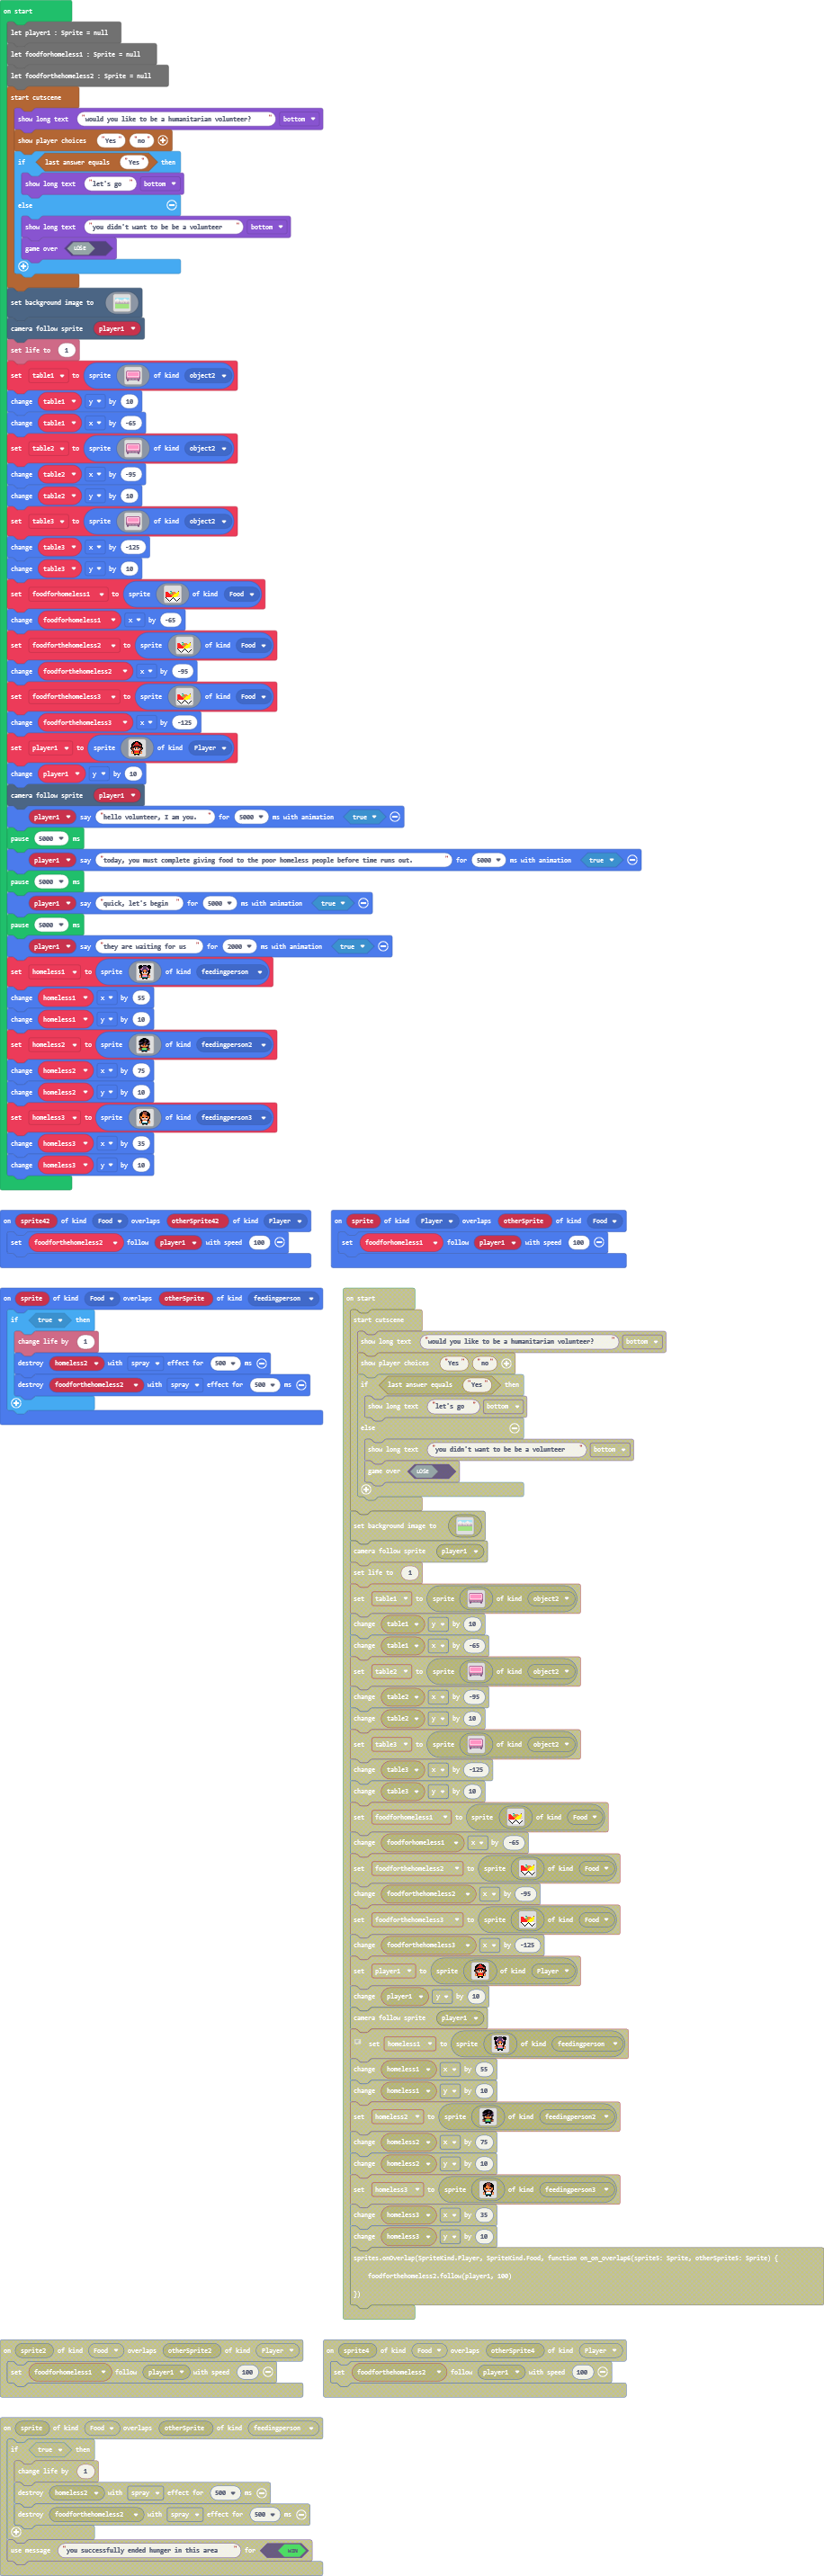 on start
let player1 : Sprite = null
let foodforhomeless1 : Sprite = null
let foodforthehomeless2 : Sprite = null
start cutscene
show long text "would you like to be a humanitarian volunteer? " bottom
show player choices "Yes" "no"
if last answer equals "Yes" then
show long text "let's go " bottom
else
show long text "you didn't want to be be a volunteer " bottom
game over LOSE
set background image to
camera follow sprite player1
set life to 1
set table1 to sprite of kind object2
change table1 y by 10
change table1 x by -65
set table2 to sprite of kind object2
change table2 x by -95
change table2 y by 10
set table3 to sprite of kind object2
change table3 x by -125
change table3 y by 10
set foodforhomeless1 to sprite of kind Food
change foodforhomeless1 x by -65
set foodforthehomeless2 to sprite of kind Food
change foodforthehomeless2 x by -95
set foodforthehomeless3 to sprite of kind Food
change foodforthehomeless3 x by -125
set player1 to sprite of kind Player
change player1 y by 10
camera follow sprite player1
player1 say "hello volunteer, I am you. " for 5000 ms with animation true
pause 5000 ms
player1 say "today, you must complete giving food to the poor homeless people before time runs out. " for 5000 ms with animation true
pause 5000 ms
player1 say "quick, let's begin " for 5000 ms with animation true
pause 5000 ms
player1 say "they are waiting for us " for 2000 ms with animation true
set homeless1 to sprite of kind feedingperson
change homeless1 x by 55
change homeless1 y by 10
set homeless2 to sprite of kind feedingperson2
change homeless2 x by 75
change homeless2 y by 10
set homeless3 to sprite of kind feedingperson3
change homeless3 x by 35
change homeless3 y by 10
on sprite42 of kind Food overlaps otherSprite42 of kind Player
set foodforthehomeless2 follow player1 with speed 100
on sprite of kind Player overlaps otherSprite of kind Food
set foodforhomeless1 follow player1 with speed 100
on sprite of kind Food overlaps otherSprite of kind feedingperson
if true then
change life by 1
destroy homeless2 with spray effect for 500 ms
destroy foodforthehomeless2 with spray effect for 500 ms
on start
start cutscene
show long text "would you like to be a humanitarian volunteer? " bottom
show player choices "Yes" "no"
if last answer equals "Yes" then
show long text "let's go " bottom
else
show long text "you didn't want to be be a volunteer " bottom
game over LOSE
set background image to
camera follow sprite player1
set life to 1
set table1 to sprite of kind object2
change table1 y by 10
change table1 x by -65
set table2 to sprite of kind object2
change table2 x by -95
change table2 y by 10
set table3 to sprite of kind object2
change table3 x by -125
change table3 y by 10
set foodforhomeless1 to sprite of kind Food
change foodforhomeless1 x by -65
set foodforthehomeless2 to sprite of kind Food
change foodforthehomeless2 x by -95
set foodforthehomeless3 to sprite of kind Food
change foodforthehomeless3 x by -125
set player1 to sprite of kind Player
change player1 y by 10
camera follow sprite player1
set homeless1 to sprite of kind feedingperson
change homeless1 x by 55
change homeless1 y by 10
set homeless2 to sprite of kind feedingperson2
change homeless2 x by 75
change homeless2 y by 10
set homeless3 to sprite of kind feedingperson3
change homeless3 x by 35
change homeless3 y by 10
sprites.onOverlap(SpriteKind.Player, SpriteKind.Food, function on_on_overlap6(sprite5: Sprite, otherSprite5: Sprite) {
foodforthehomeless2.follow(player1, 100)
})
on sprite2 of kind Food overlaps otherSprite2 of kind Player
set foodforhomeless1 follow player1 with speed 100
on sprite4 of kind Food overlaps otherSprite4 of kind Player
set foodforthehomeless2 follow player1 with speed 100
on sprite of kind Food overlaps otherSprite of kind feedingperson
if true then
change life by 1
destroy homeless2 with spray effect for 500 ms
destroy foodforthehomeless2 with spray effect for 500 ms
use message "you successfully ended hunger in this area " for WIN